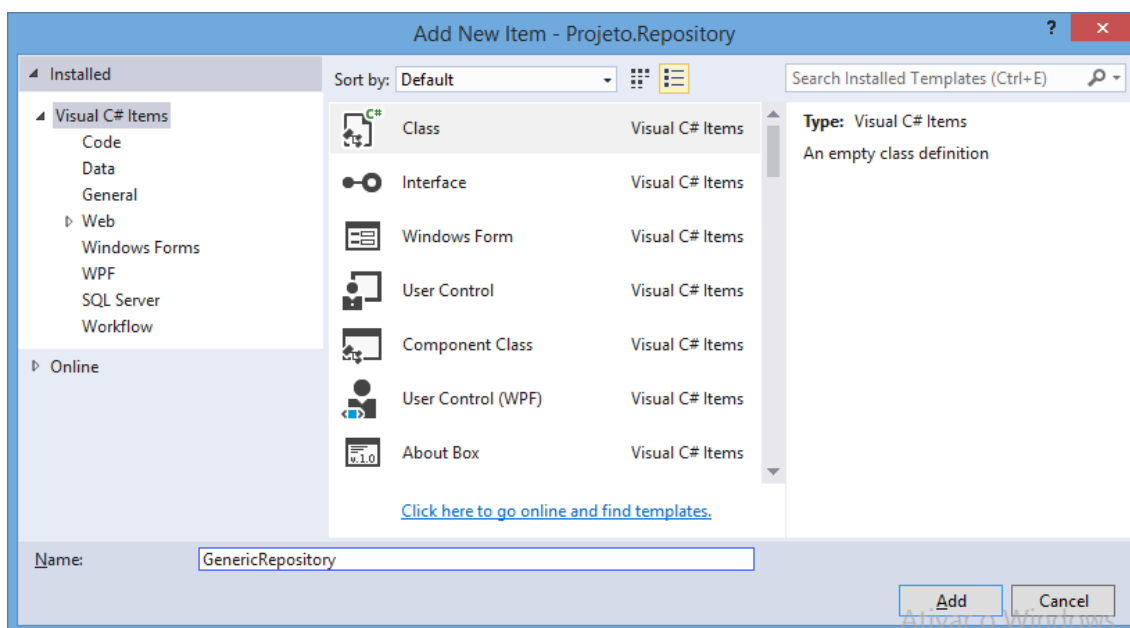 Add New Item - Projeto.Repository
?
Installed
Visual C# Items
Code
Data
General
Web
Windows Forms
WPF
SQL Server
Workflow
Online
Sort by: Default
C#
Class Visual C# Items
Interface Visual C# Items
Windows Form Visual C# Items
User Control Visual C# Items
Component Class Visual C# Items
User Control (WPF) Visual C# Items
v.1.0
About Box Visual C# Items
Click here to go online and find templates.
Search Installed Templates (Ctrl+E)
Type: Visual C# Items
An empty class definition
Name: GenericRepository
Add Cancel
Windows